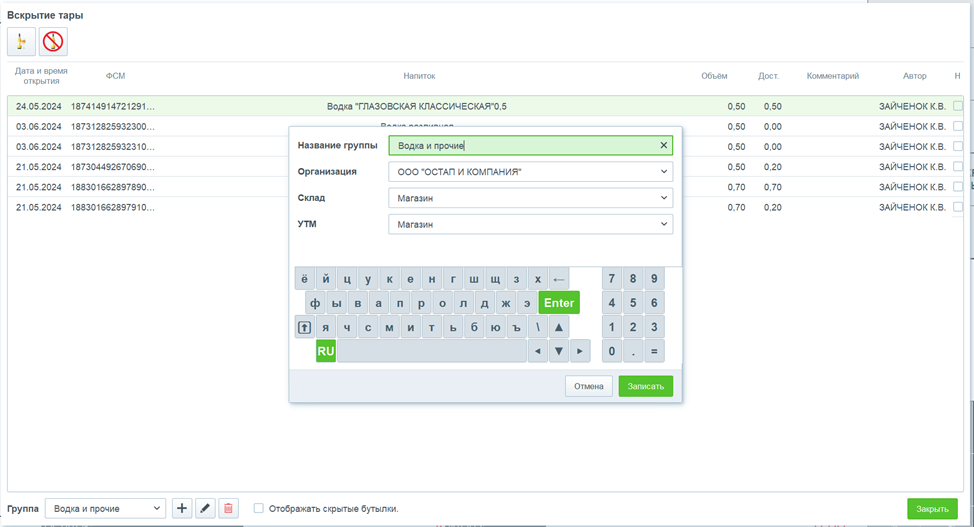 Вскрытие тары
Дата и время открытия ФСМ Напиток Объём Дост. Комментарий Автор Н
24.05.2024 187414914721291... Водка "ГЛАЗОВСКАЯ КЛАССИЧЕСКАЯ"0,5 0,50 0,50 ЗАЙЧЕНОК К.В.
03.06.2024 187312825932300... 0,50 0,00 ЗАЙЧЕНОК К.В.
03.06.2024 187312825932310... 0,50 0,00 ЗАЙЧЕНОК К.В.
21.05.2024 187304492670690... 0,50 0,20 ЗАЙЧЕНОК К.В.
21.05.2024 188301662897890... 0,70 0,70 ЗАЙЧЕНОК К.В.
21.05.2024 188301662897910... 0,70 0,20 ЗАЙЧЕНОК К.В.
Название группы Водка и прочие
Организация ООО "ОСТАП И КОМПАНИЯ"
Склад Магазин
УТМ Магазин
ё й ц у к е н г ш щ з х ← 7 8 9
ф ы в а п р о л д ж э Enter 4 5 6
я ч с м и т ь б ю ъ \ ▲ 1 2 3
RU ◄ ▼ ► 0 . =
Отмена Записать
Группа Водка и прочие Отображать скрытые бутылки. Закрыть